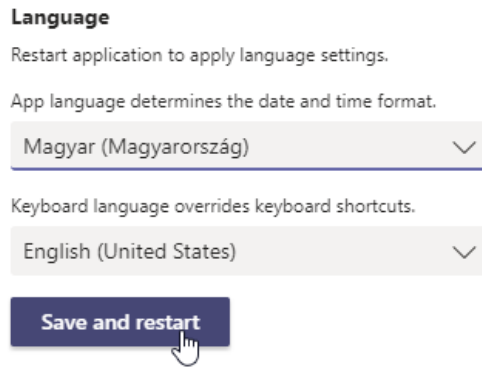 Language
Restart application to apply language settings.
App language determines the date and time format.
Magyar (Magyarország)
Keyboard language overrides keyboard shortcuts.
English (United States)
Save and restart